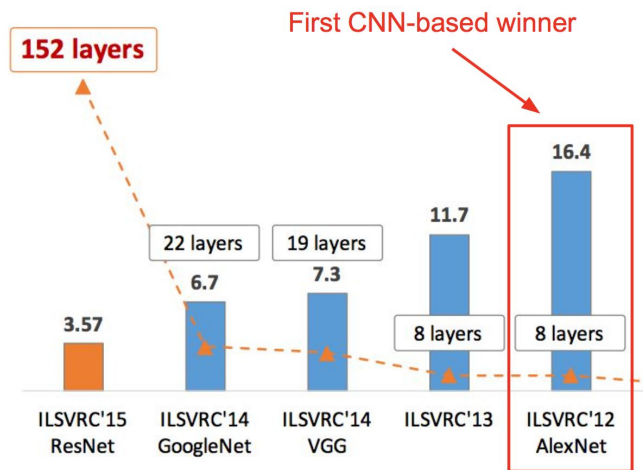 First CNN-based winner
152 layers
16.4
11.7
22 layers
19 layers
6.7
7.3
3.57
8 layers
8 layers
ILSVRC'15
ResNet
ILSVRC'14
GoogleNet
ILSVRC'14
VGG
ILSVRC'13
ILSVRC'12
AlexNet